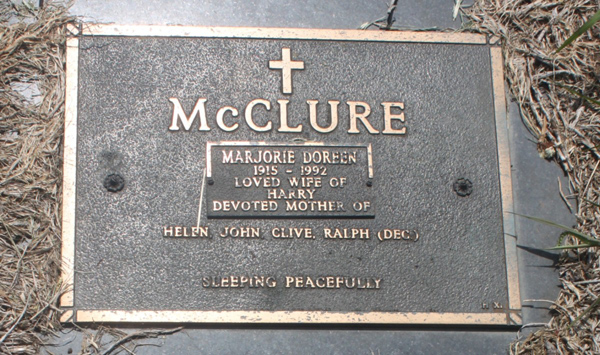 McCLURE
MARJORIE DOREEN
1915 - 1992
LOVED WIFE OF
HARRY
DEVOTED MOTHER OF
HELEN, JOHN, CLIVE, RALPH (DEC.)
SLEEPING PEACEFULLY